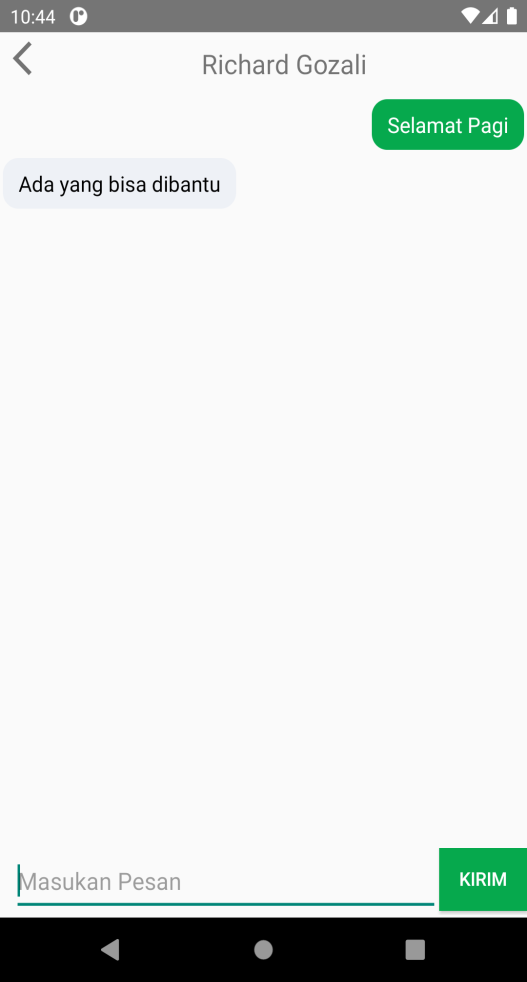 10:44
Richard Gozali
Selamat Pagi
Ada yang bisa dibantu
Masukan Pesan
KIRIM